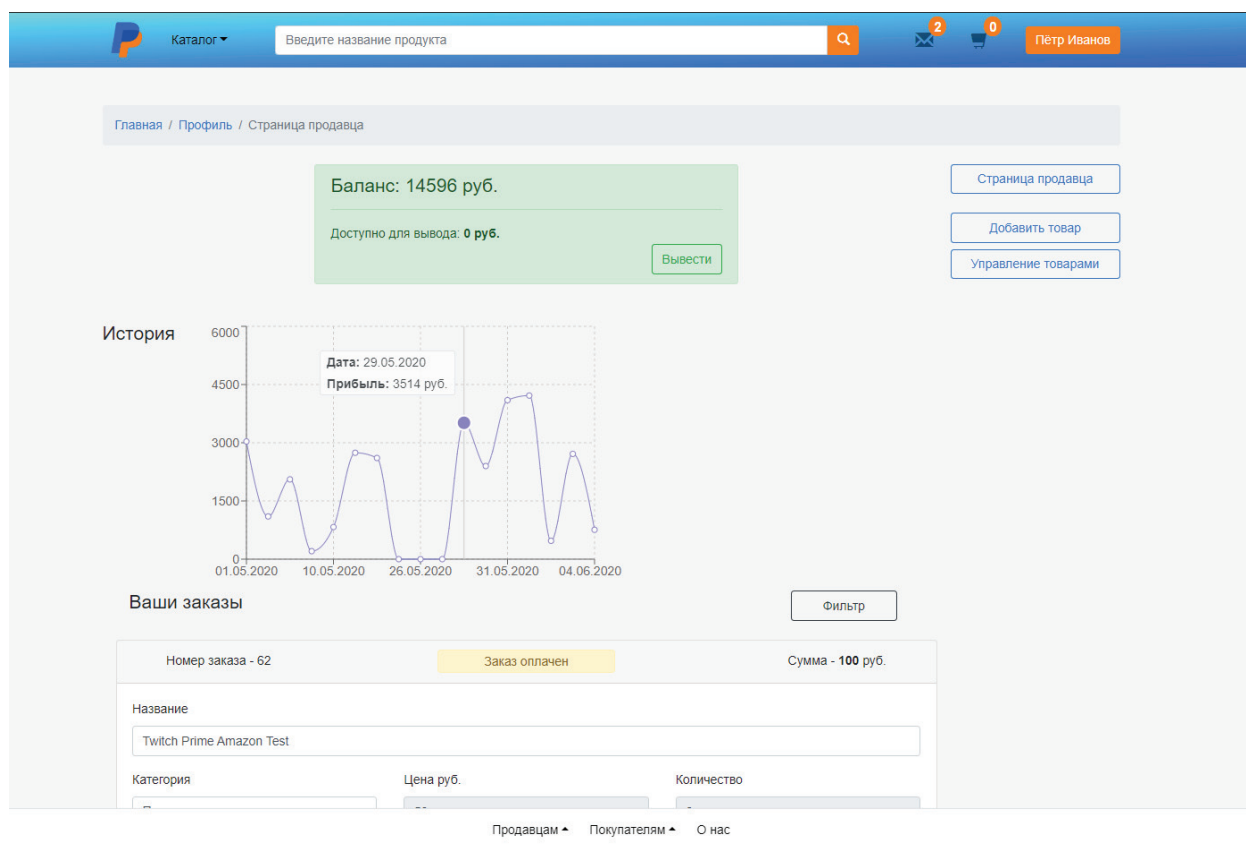 Каталог
Введите название продукта
2
0
Пётр Иванов
Главная / Профиль / Страница продавца
Баланс: 14596 руб.
Доступно для вывода: 0 руб.
Вывести
Страница продавца
Добавить товар
Управление товарами
История
6000
4500
3000
1500
0
Дата: 29.05.2020
Прибыль: 3514 руб.
01.05.2020 10.05.2020 26.05.2020 31.05.2020 04.06.2020
Ваши заказы
Фильтр
Номер заказа - 62
Заказ оплачен
Сумма - 100 руб.
Название
Twitch Prime Amazon Test
Категория
Цена руб.
Количество
Продавцам
Покупателям
О нас